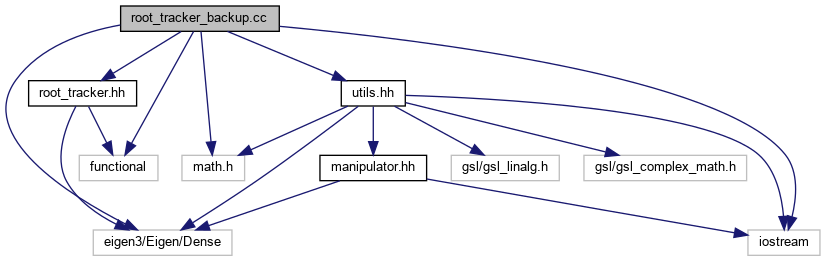 root_tracker_backup.cc
root_tracker.hh
utils.hh
functional
math.h
manipulator.hh
gsl/gsl_linalg.h
gsl/gsl_complex_math.h
eigen3/Eigen/Dense
iostream